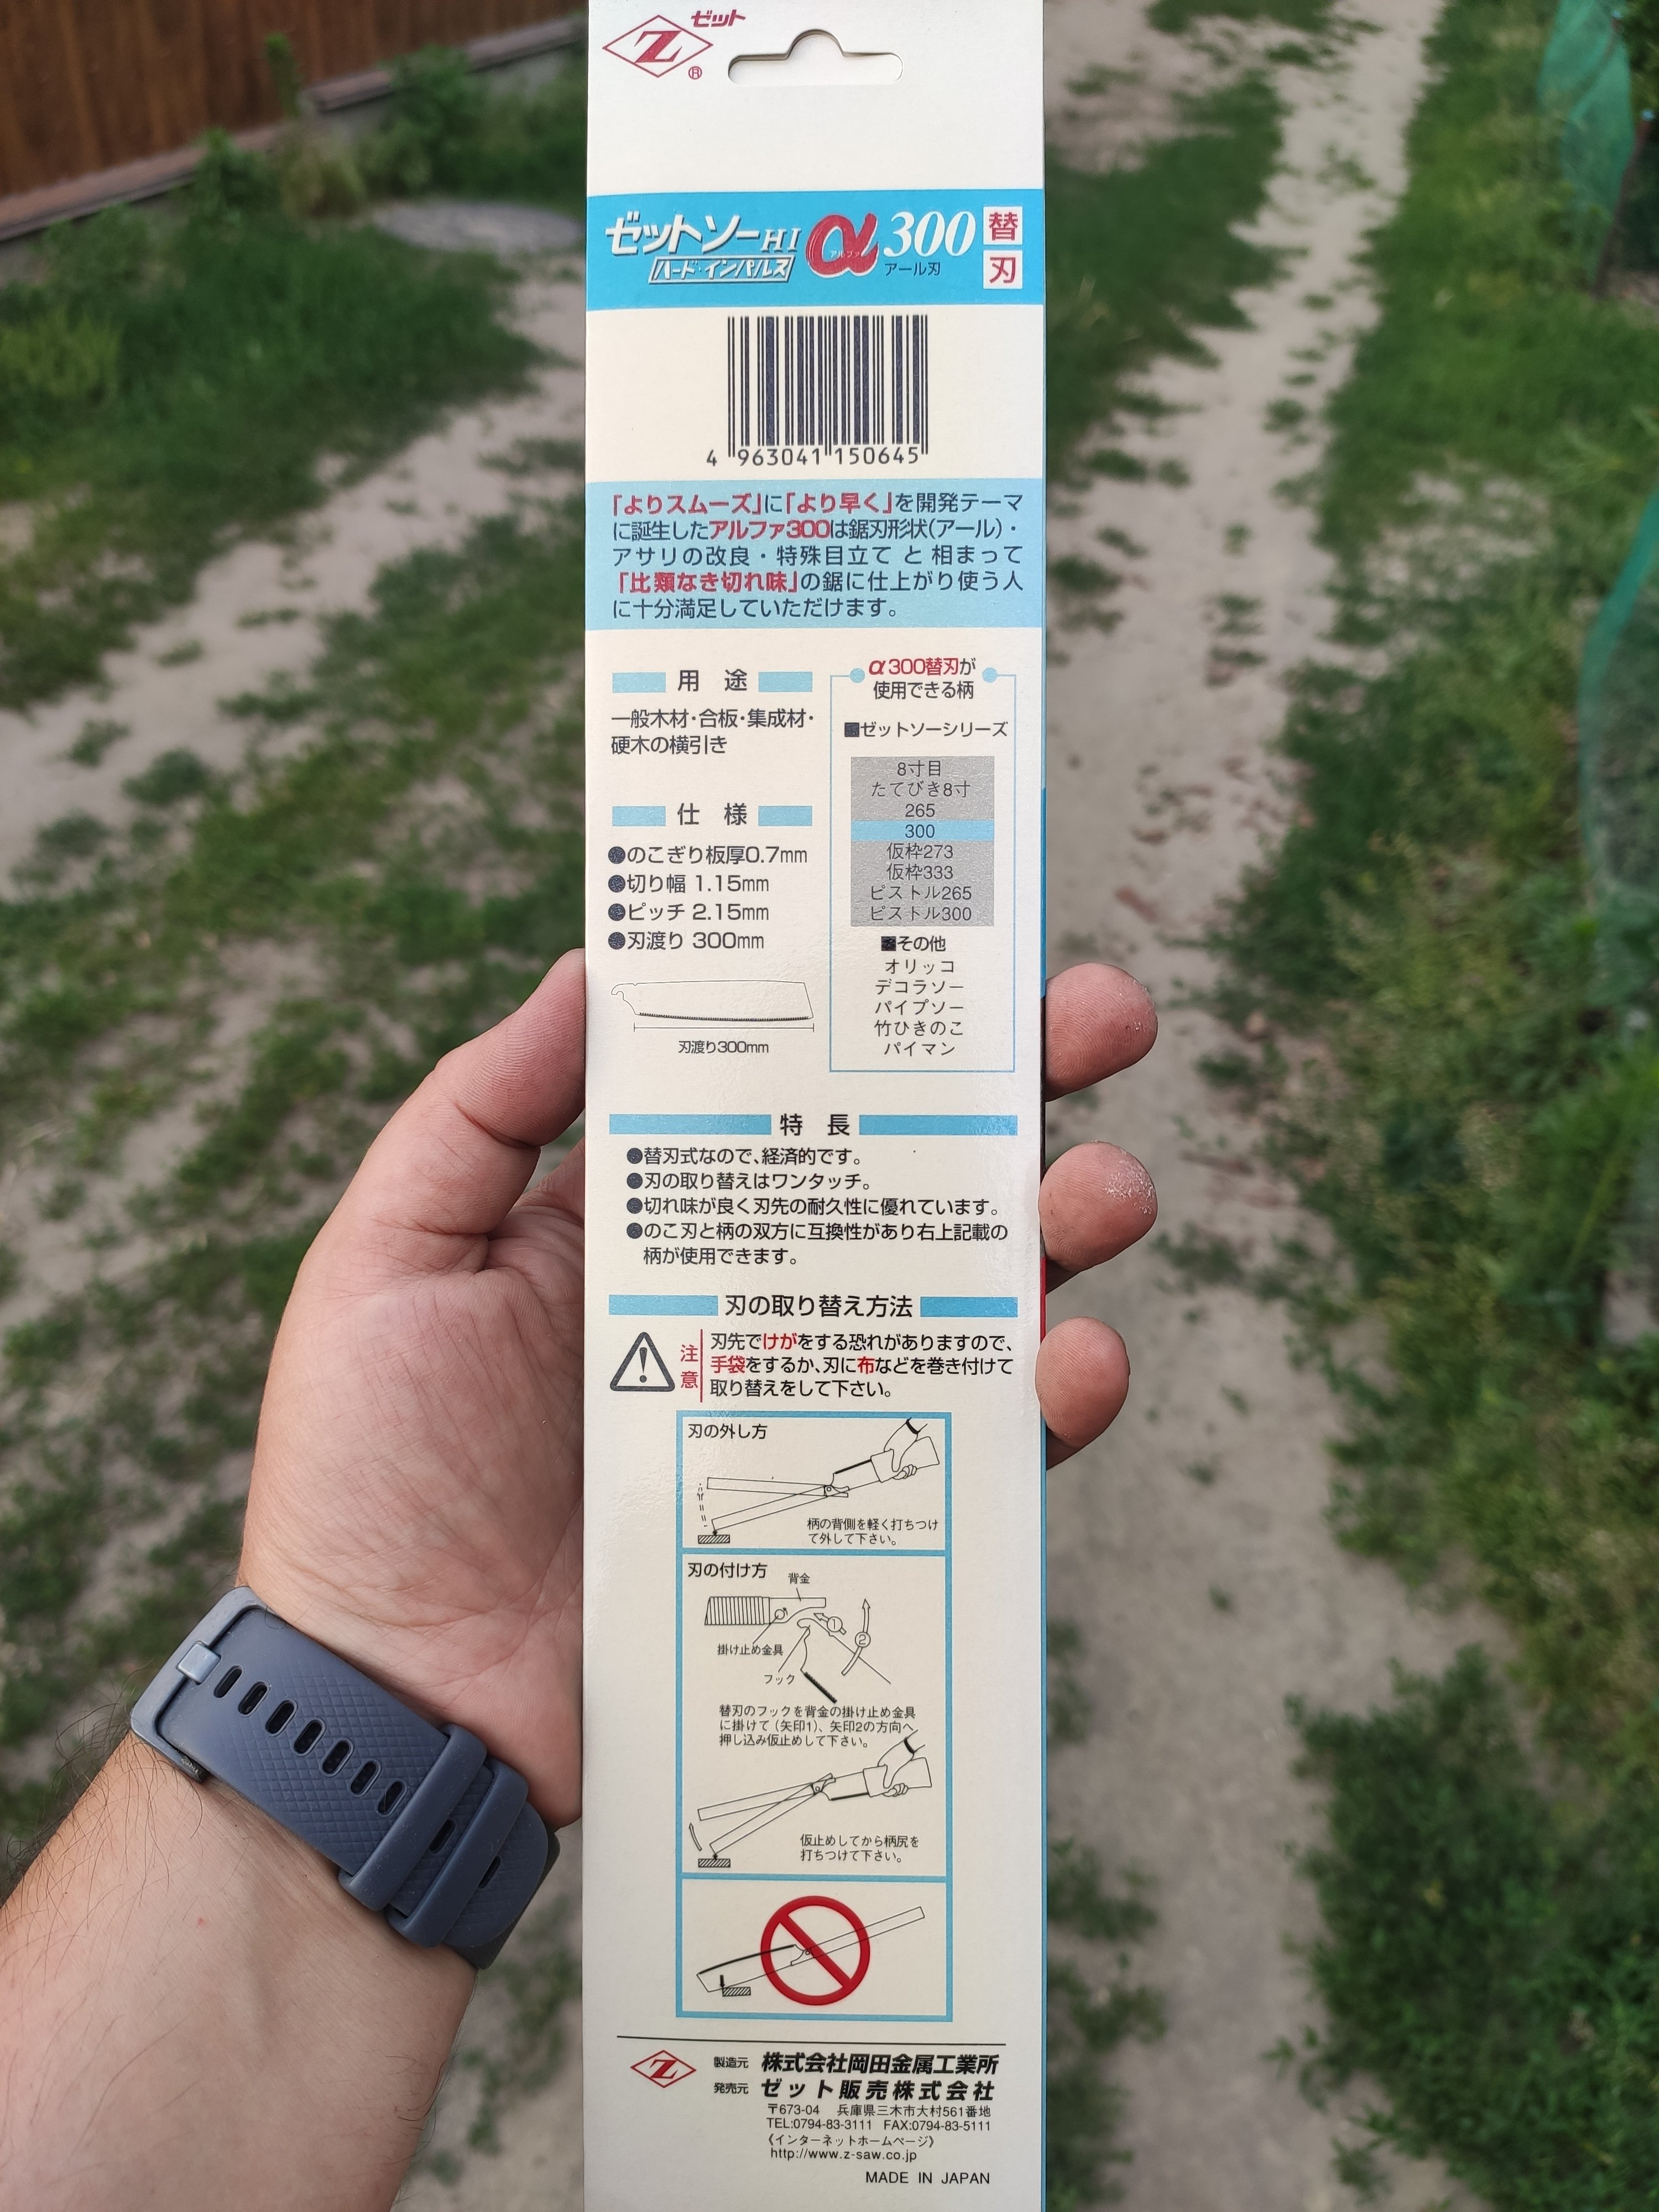 ゼット
Z
®
ゼットソーHI
ハード・インパルス
α
アルファ
300
アール刃
替刃
4 963041 150645
「よりスムーズ」に「より早く」を開発テーマ
に誕生したアルファ300は鋸刃形状(アール)・
アサリの改良・特殊目立て と 相まって
「比類なき切れ味」の鋸に仕上がり使う人
に十分満足していただけます。
用 途
一般木材・合板・集成材・
硬木の横引き
仕 様
●のこぎり板厚0.7mm
●切り幅 1.15mm
●ピッチ 2.15mm
●刃渡り 300mm
刃渡り300mm
α300替刃が
使用できる柄
■ゼットソーシリーズ
8寸目
たてびき8寸
265
300
仮枠273
仮枠333
ピストル265
ピストル300
■その他
オリッコ
デコラソー
パイプソー
竹ひきのこ
パイマン
特 長
●替刃式なので、経済的です。
●刃の取り替えはワンタッチ。
●切れ味が良く刃先の耐久性に優れています。
●のこ刃と柄の双方に互換性があり右上記載の
柄が使用できます。
刃の取り替え方法
注意
刃先でけがをする恐れがありますので、
手袋をするか、刃に布などを巻き付けて
取り替えをして下さい。
刃の外し方
柄の背側を軽く打ちつけ
て外して下さい。
刃の付け方
背金
1
2
掛け止め金具
フック
替刃のフックを背金の掛け止め金具
に掛けて(矢印1)、矢印2の方向へ
押し込み仮止めして下さい。
仮止めしてから柄尻を
打ちつけて下さい。
Z
製造元 株式会社岡田金属工業所
発売元 ゼット販売株式会社
〒673-04 兵庫県三木市大村561番地
TEL:0794-83-3111 FAX:0794-83-5111
《インターネットホームページ》
http://www.z-saw.co.jp
MADE IN JAPAN